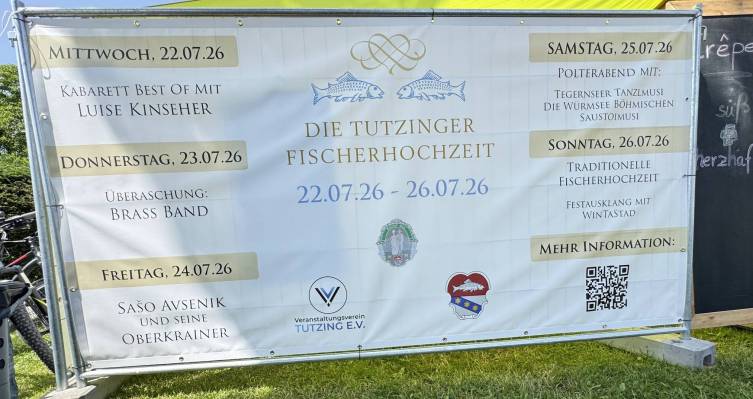 MITTWOCH, 22.07.26
KABARETT BEST OF MIT
LUISE KINSEHER
DONNERSTAG, 23.07.26
ÜBERASCHUNG:
BRASS BAND
FREITAG, 24.07.26
SAŠO AVSENIK
UND SEINE
OBERKRAINER
DIE TUTZINGER
FISCHERHOCHZEIT
22.07.26 - 26.07.26
Veranstaltungsverein
TUTZING E.V.
SAMSTAG, 25.07.26
POLTERABEND MIT:
TEGERNSEER TANZLMUSI
DIE WÜRMSEE BÖHMISCHEN
SAUSTOIMUSI
SONNTAG, 26.07.26
TRADITIONELLE
FISCHERHOCHZEIT
FESTAUSKLANG MIT
WINTASTAD
MEHR INFORMATION:
rêpe
süß
herzhaf